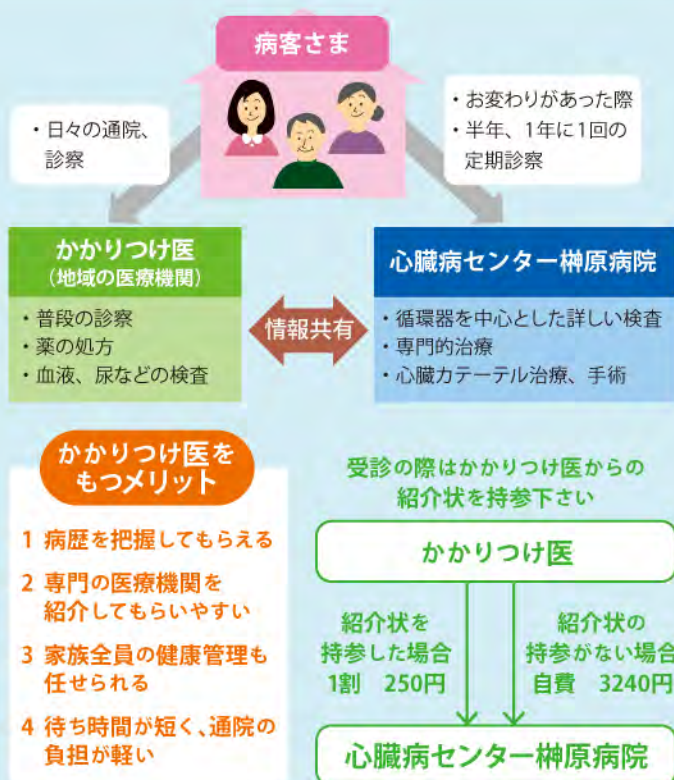 病客さま
・日々の通院、
診察
・お変わりがあった際
・半年、1年に1回の
定期診察
かかりつけ医
（地域の医療機関）
・普段の診察
・薬の処方
・血液、尿などの検査
情報共有
心臓病センター榊原病院
・循環器を中心とした詳しい検査
・専門的治療
・心臓カテーテル治療、手術
かかりつけ医を
もつメリット
1 病歴を把握してもらえる
2 専門の医療機関を
紹介してもらいやすい
3 家族全員の健康管理も
任せられる
4 待ち時間が短く、通院の
負担が軽い
受診の際はかかりつけ医からの
紹介状を持参下さい
かかりつけ医
紹介状を
持参した場合
1割　250円
紹介状の
持参がない場合
自費　3240円
心臓病センター榊原病院